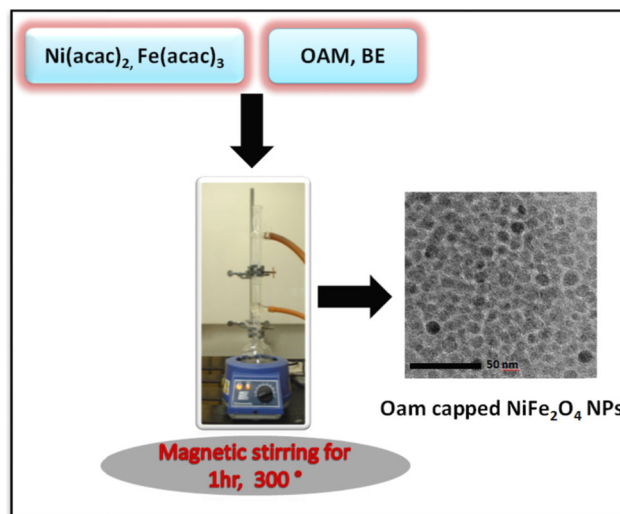 Ni(acac)₂, Fe(acac)₃
OAM, BE
50 nm
Oam capped NiFe₂O₄ NPs
Magnetic stirring for
1hr, 300 °